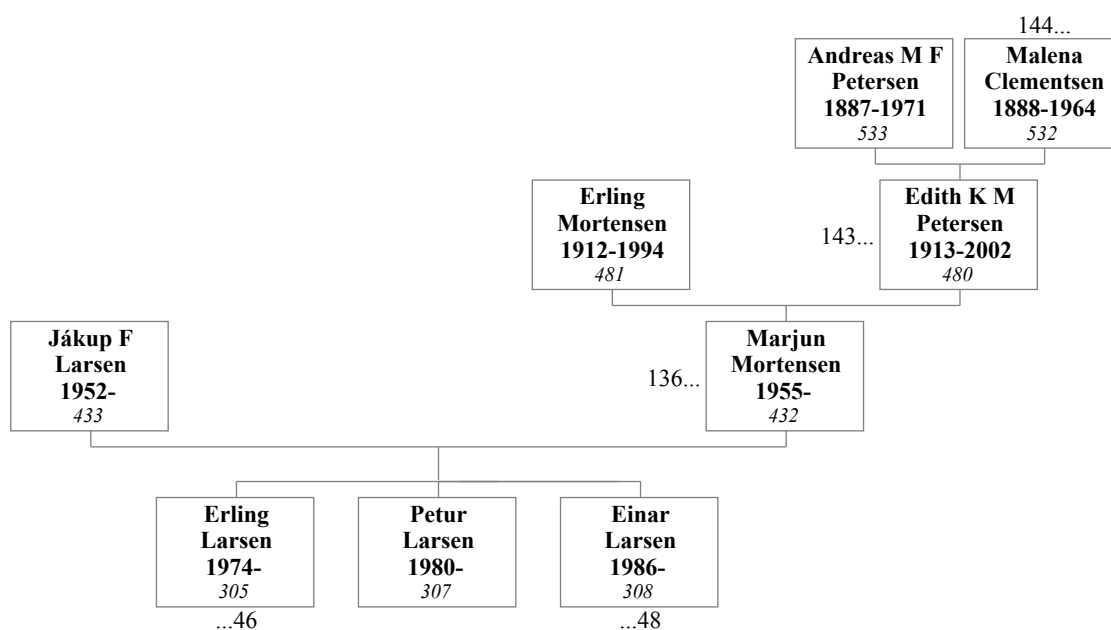 144...
Andreas M F
Petersen
1887-1971
533
Malena
Clementsen
1888-1964
532
Erling
Mortensen
1912-1994
481
143...
Edith K M
Petersen
1913-2002
480
Jákup F
Larsen
1952-
433
136...
Marjun
Mortensen
1955-
432
Erling
Larsen
1974-
305
...46
Petur
Larsen
1980-
307
Einar
Larsen
1986-
308
...48